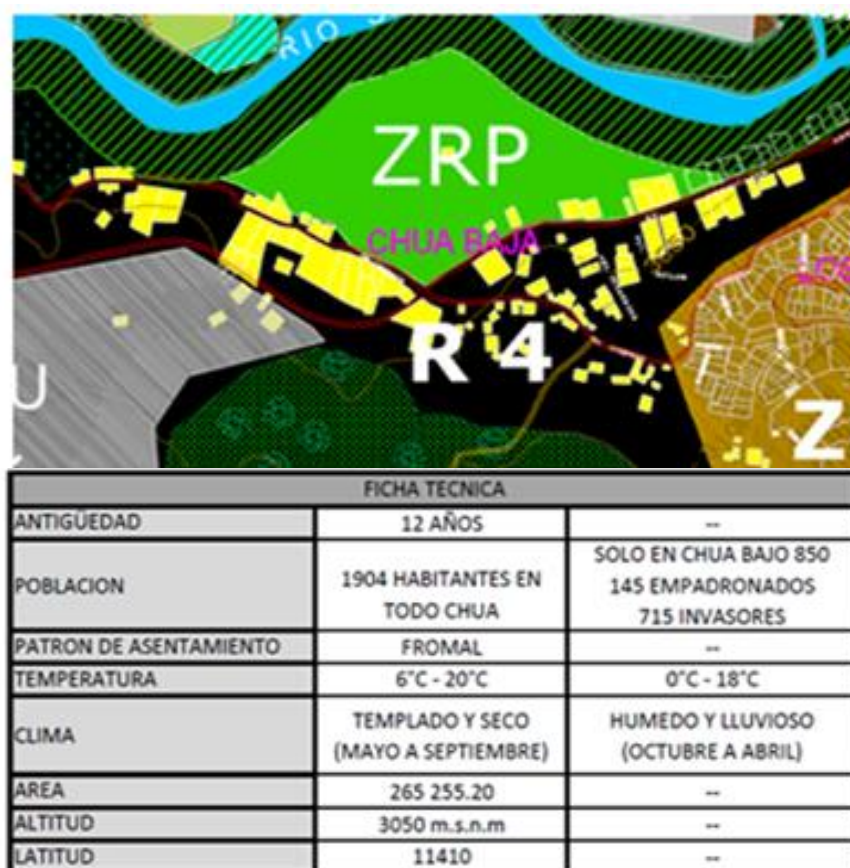 RIO S
ZRP
CHUA BAJA
R 4
U
Z
FICHA TECNICA
ANTIGÜEDAD 12 AÑOS --
POBLACION 1904 HABITANTES EN TODO CHUA SOLO EN CHUA BAJO 850
145 EMPADRONADOS
715 INVASORES
PATRON DE ASENTAMIENTO FROMAL --
TEMPERATURA 6°C - 20°C 0°C - 18°C
CLIMA TEMPLADO Y SECO (MAYO A SEPTIEMBRE) HUMEDO Y LLUVIOSO (OCTUBRE A ABRIL)
AREA 265 255.20 --
ALTITUD 3050 m.s.n.m --
LATITUD 11410 --